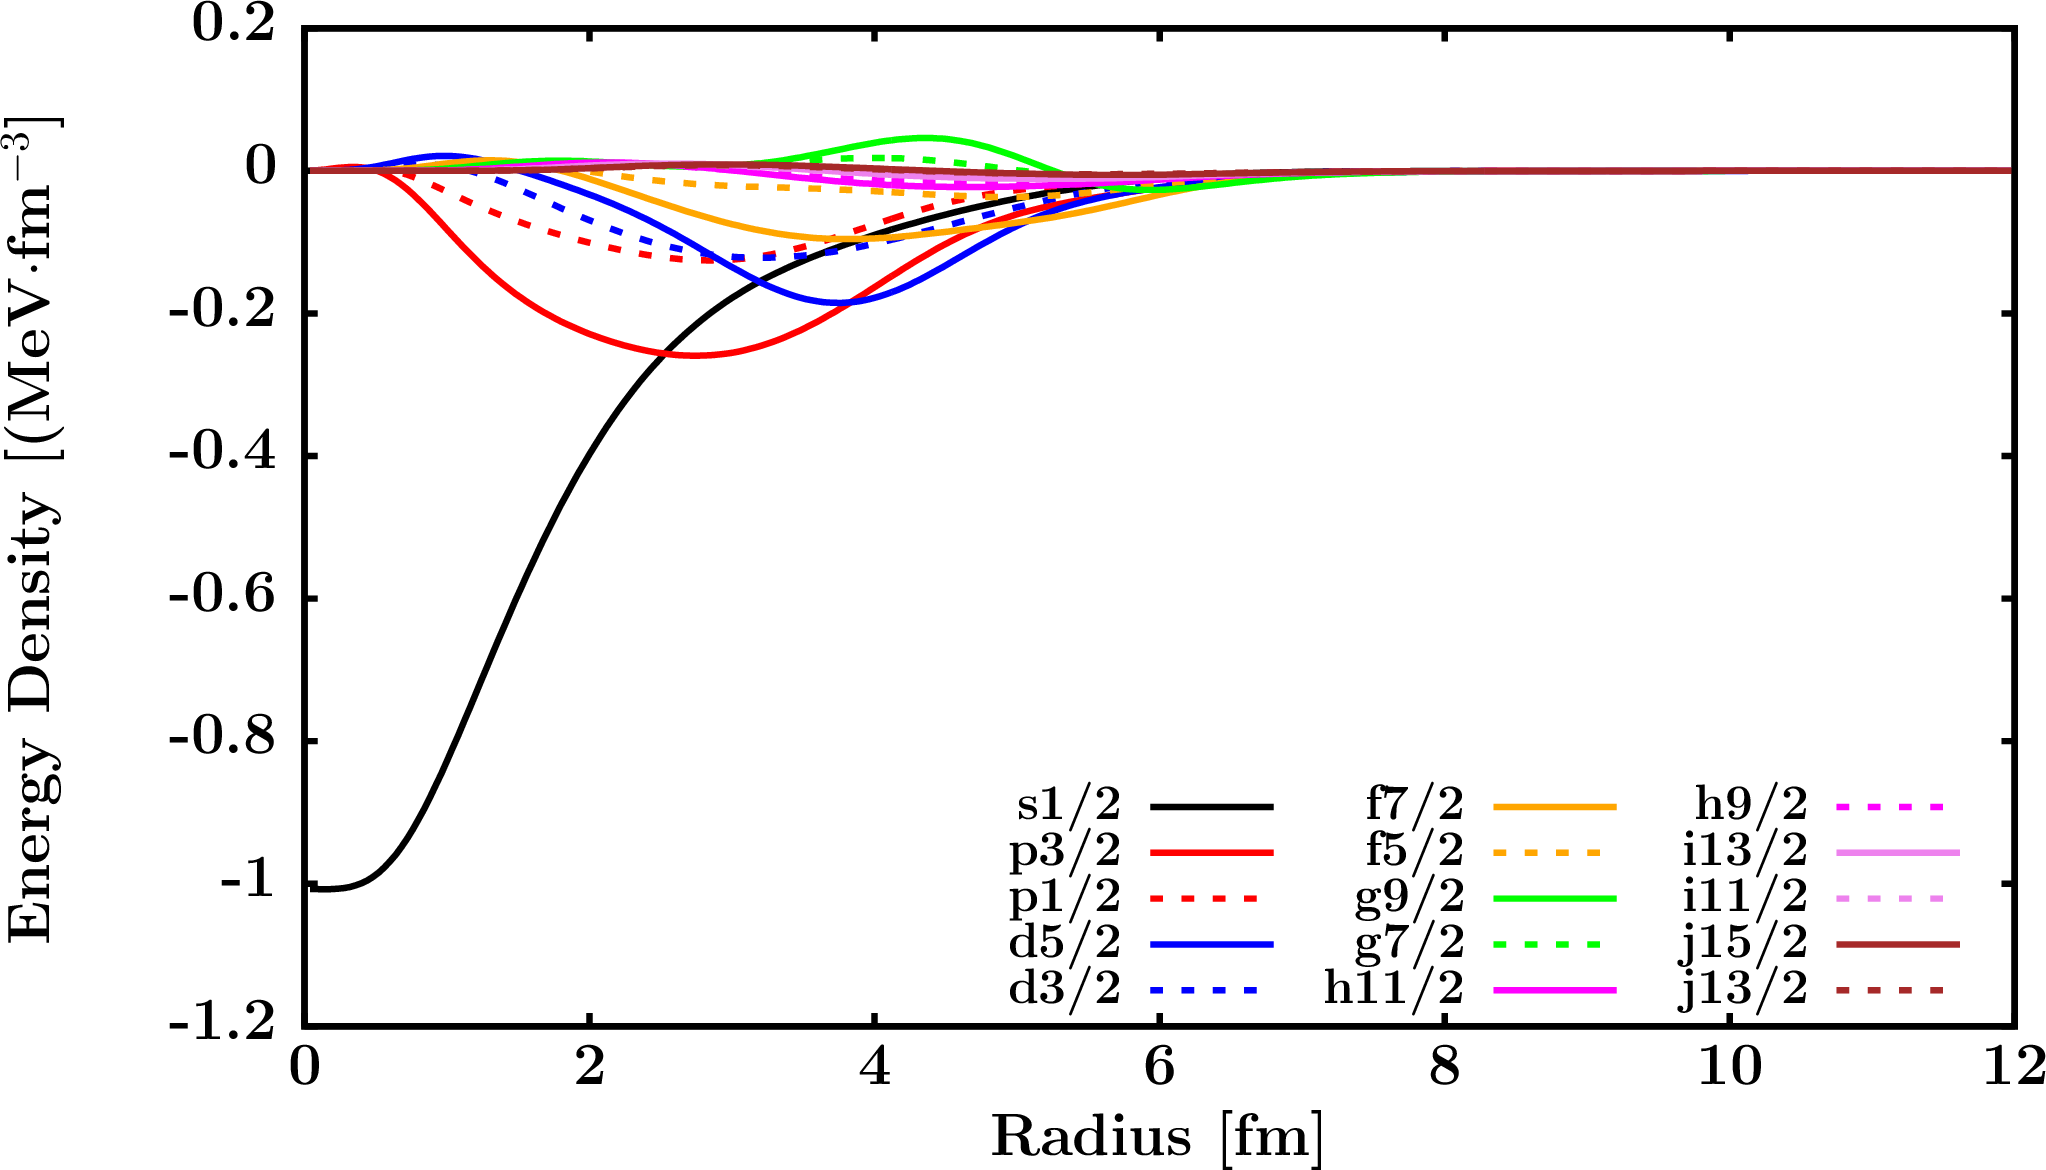 Energy Density [(MeV·fm⁻³]
0.2
0
-0.2
-0.4
-0.6
-0.8
-1
-1.2
s1/2 f7/2 h9/2
p3/2 f5/2 i13/2
p1/2 g9/2 i11/2
d5/2 g7/2 j15/2
d3/2 h11/2 j13/2
0 2 4 6 8 10 12
Radius [fm]